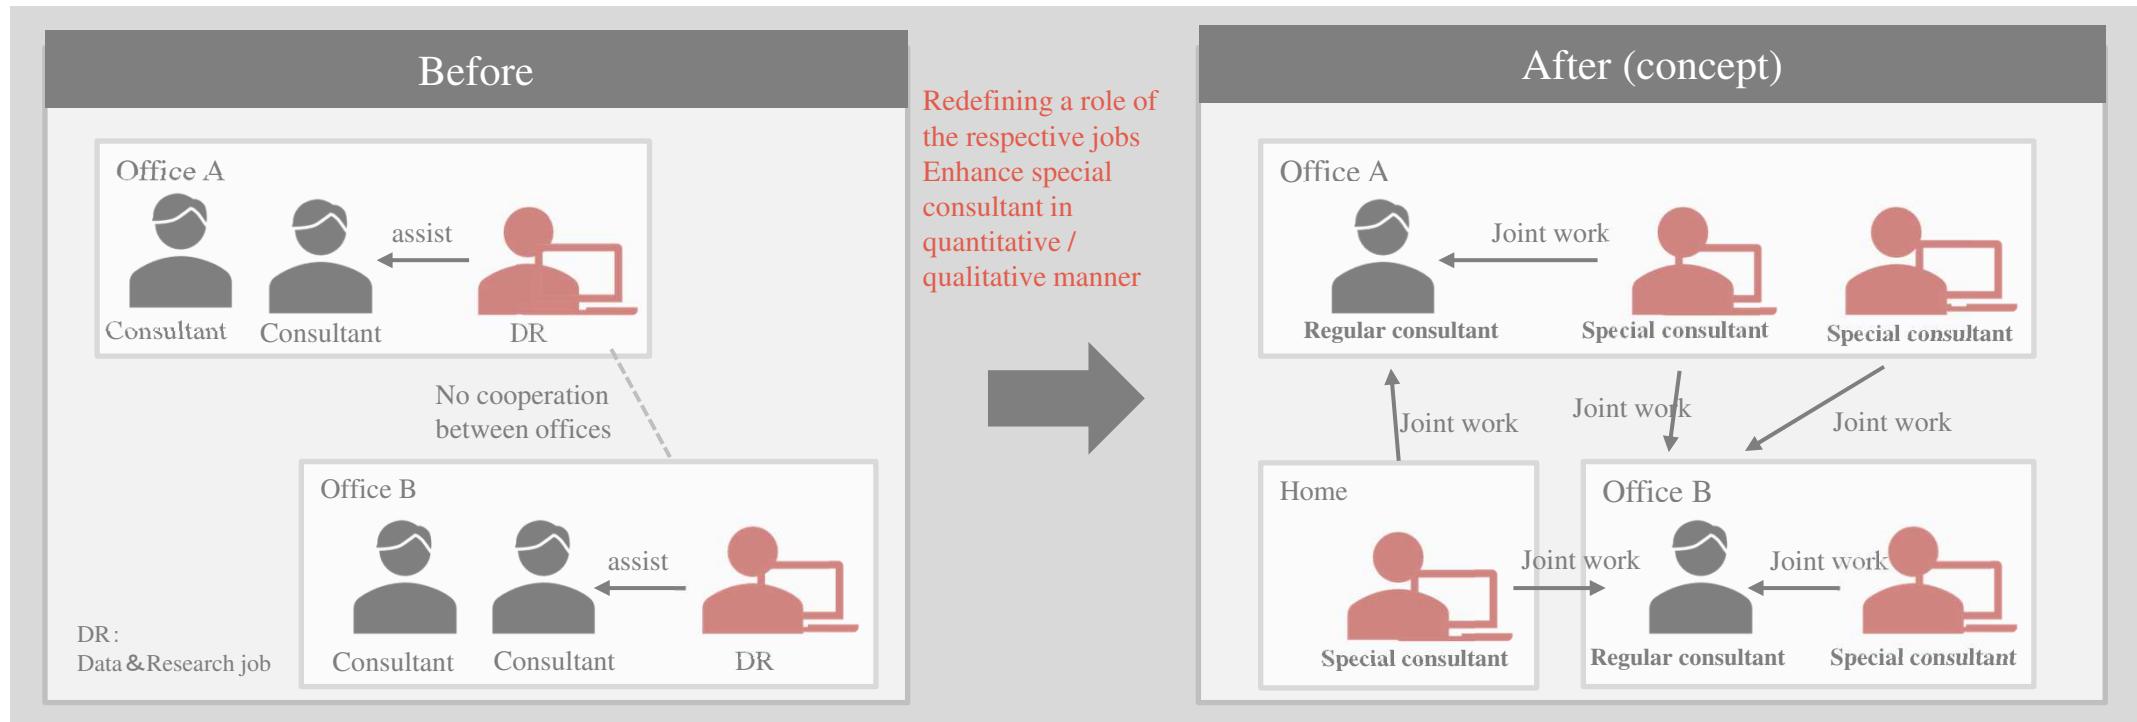 Before
Office A
assist
Consultant
Consultant
DR
No cooperation
between offices
Office B
assist
Consultant
Consultant
DR
DR:
Data&Research job
Redefining a role of
the respective jobs
Enhance special
consultant in
quantitative /
qualitative manner
After (concept)
Office A
Joint work
Regular consultant
Special consultant
Special consultant
Joint work
Joint work
Joint work
Home
Joint work
Special consultant
Office B
Joint work
Regular consultant
Special consultant